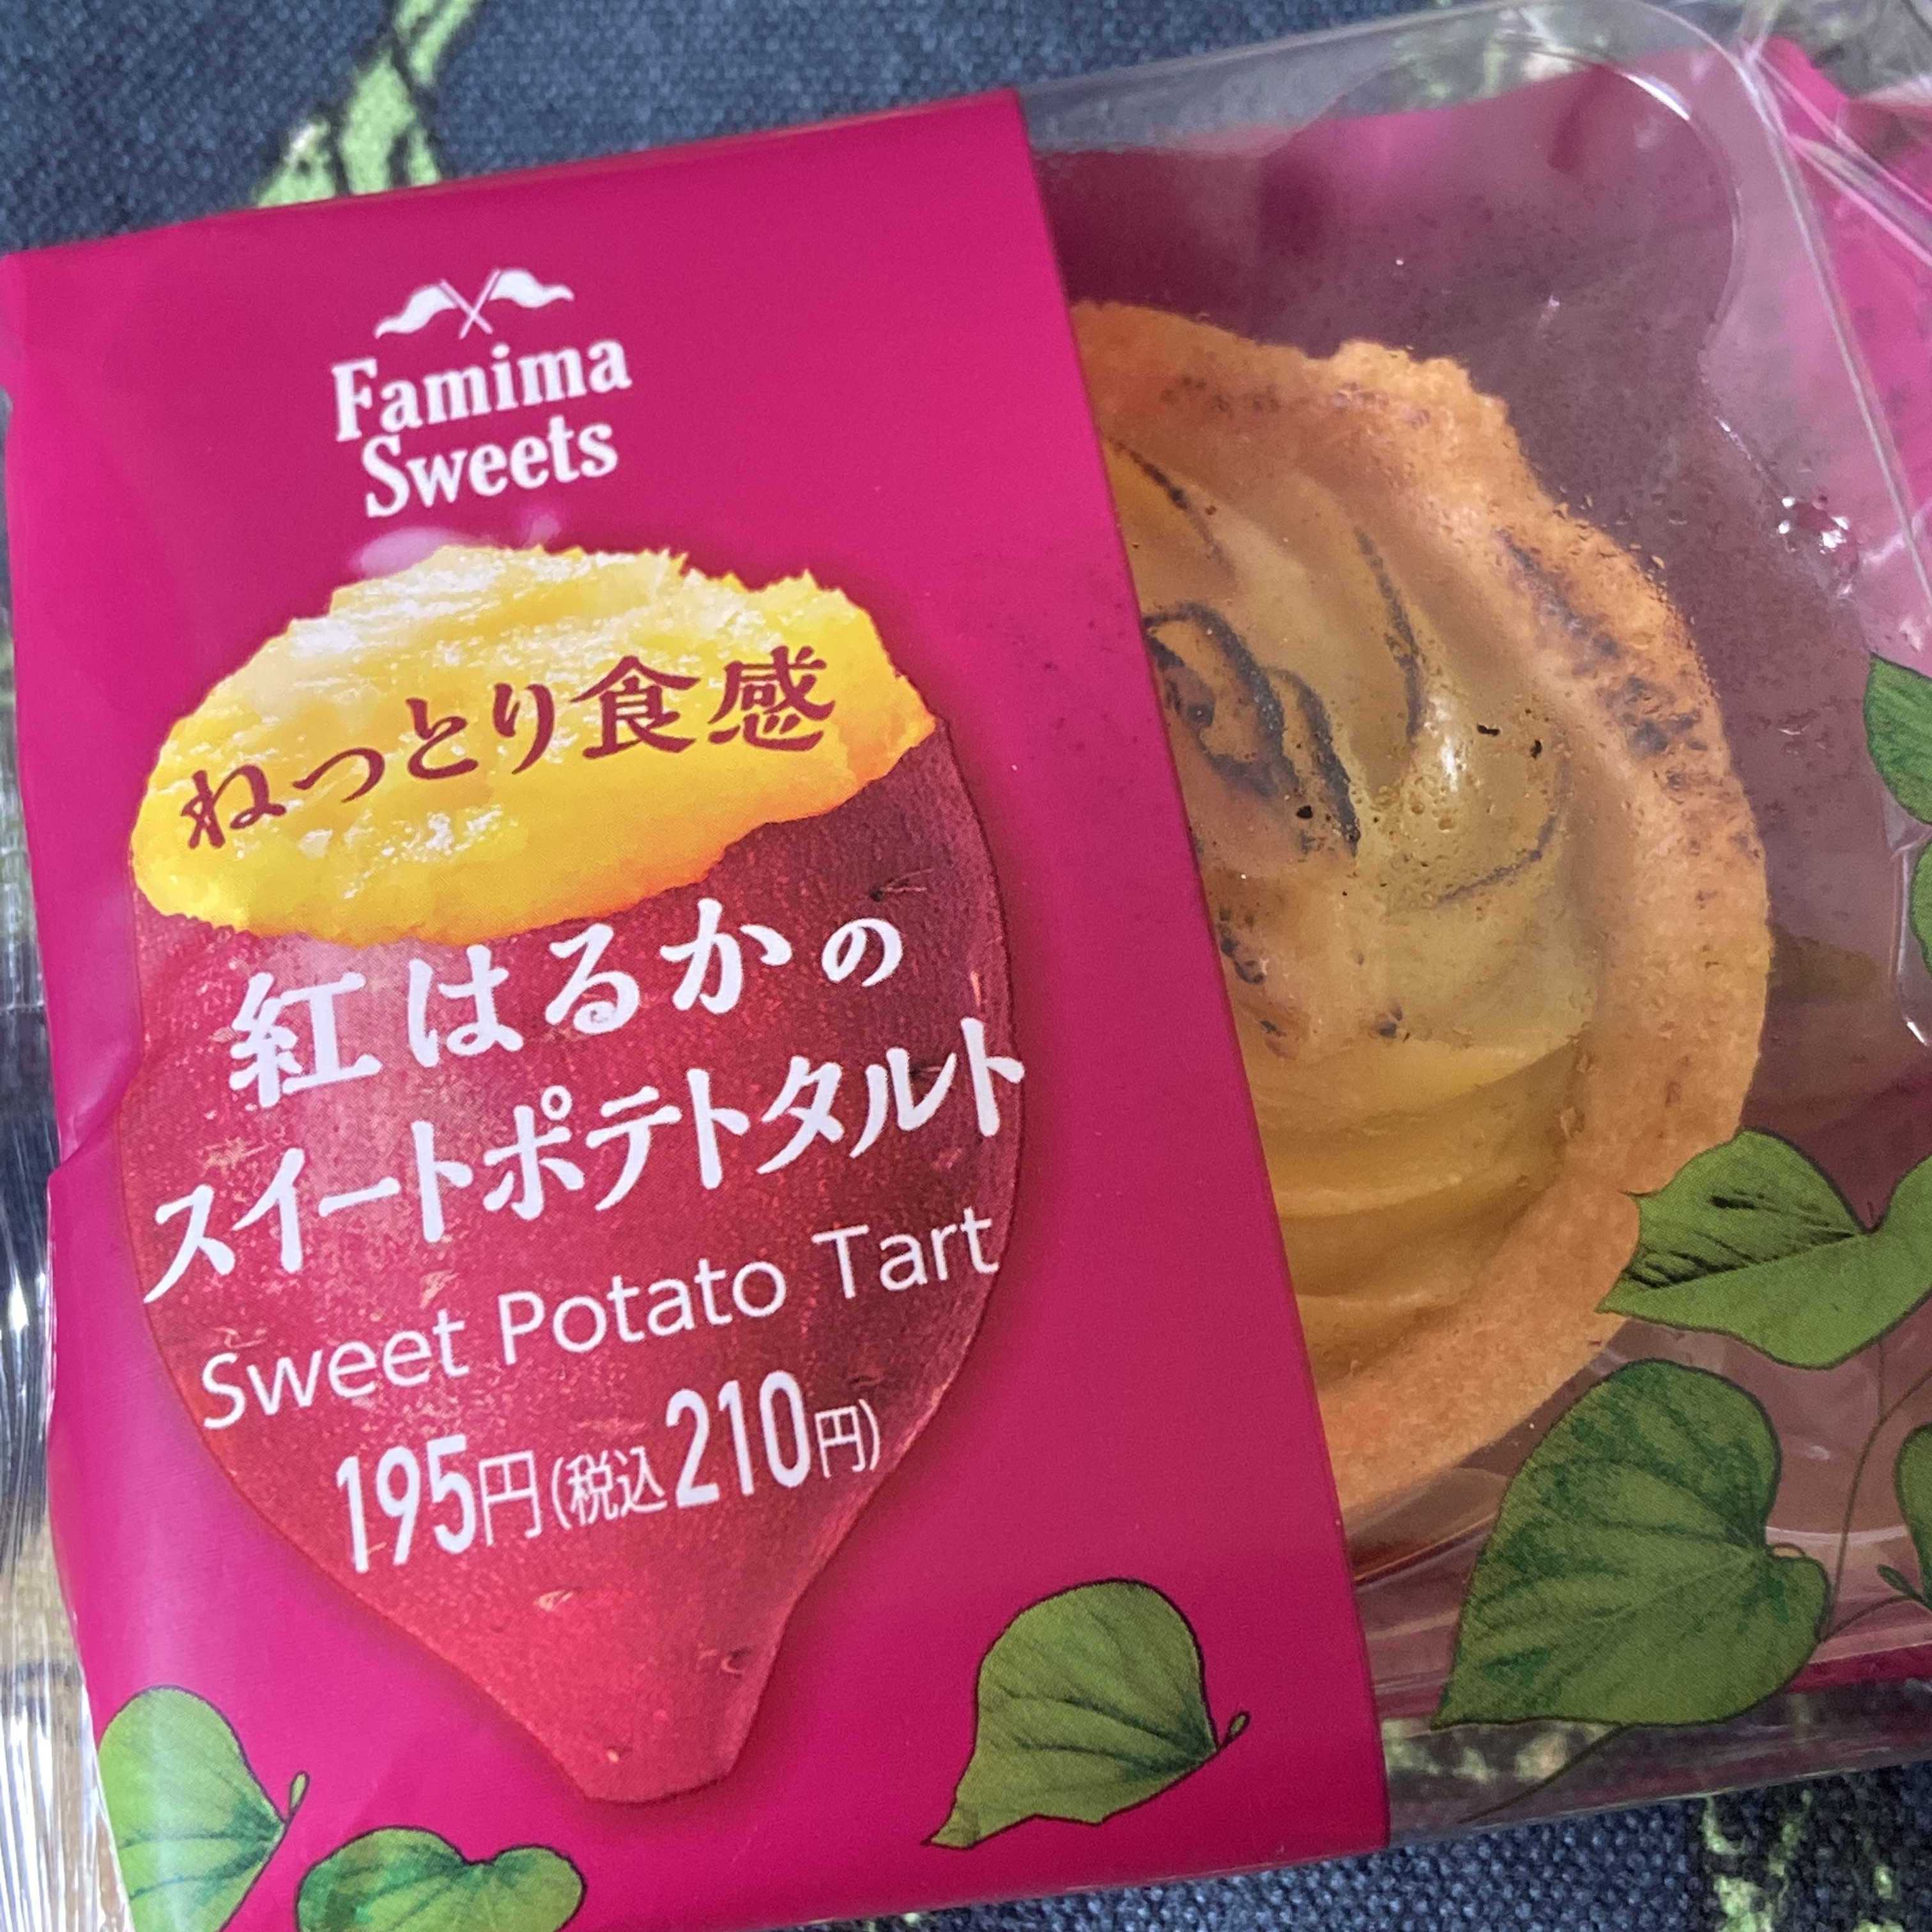 Famima
Sweets
ねっとり食感
紅はるかの
スイートポテトタルト
Sweet Potato Tart
195円(税込210円)